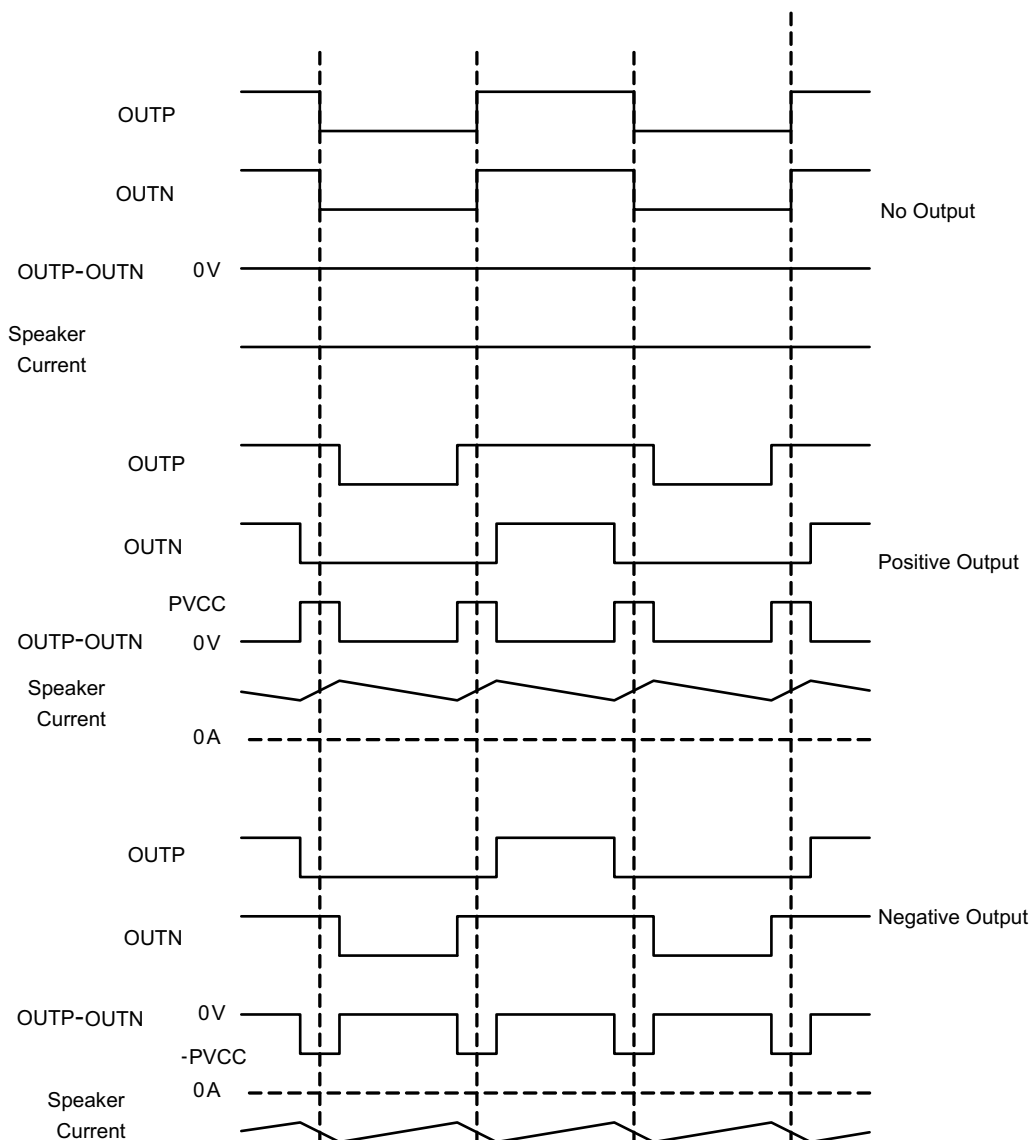 OUTP
OUTN
No Output
OUTP-OUTN 0V
Speaker
Current
OUTP
OUTN
Positive Output
PVCC
OUTP-OUTN 0V
Speaker
Current
0A
OUTP
Negative Output
OUTN
OUTP-OUTN 0V
-PVCC
0A
Speaker
Current